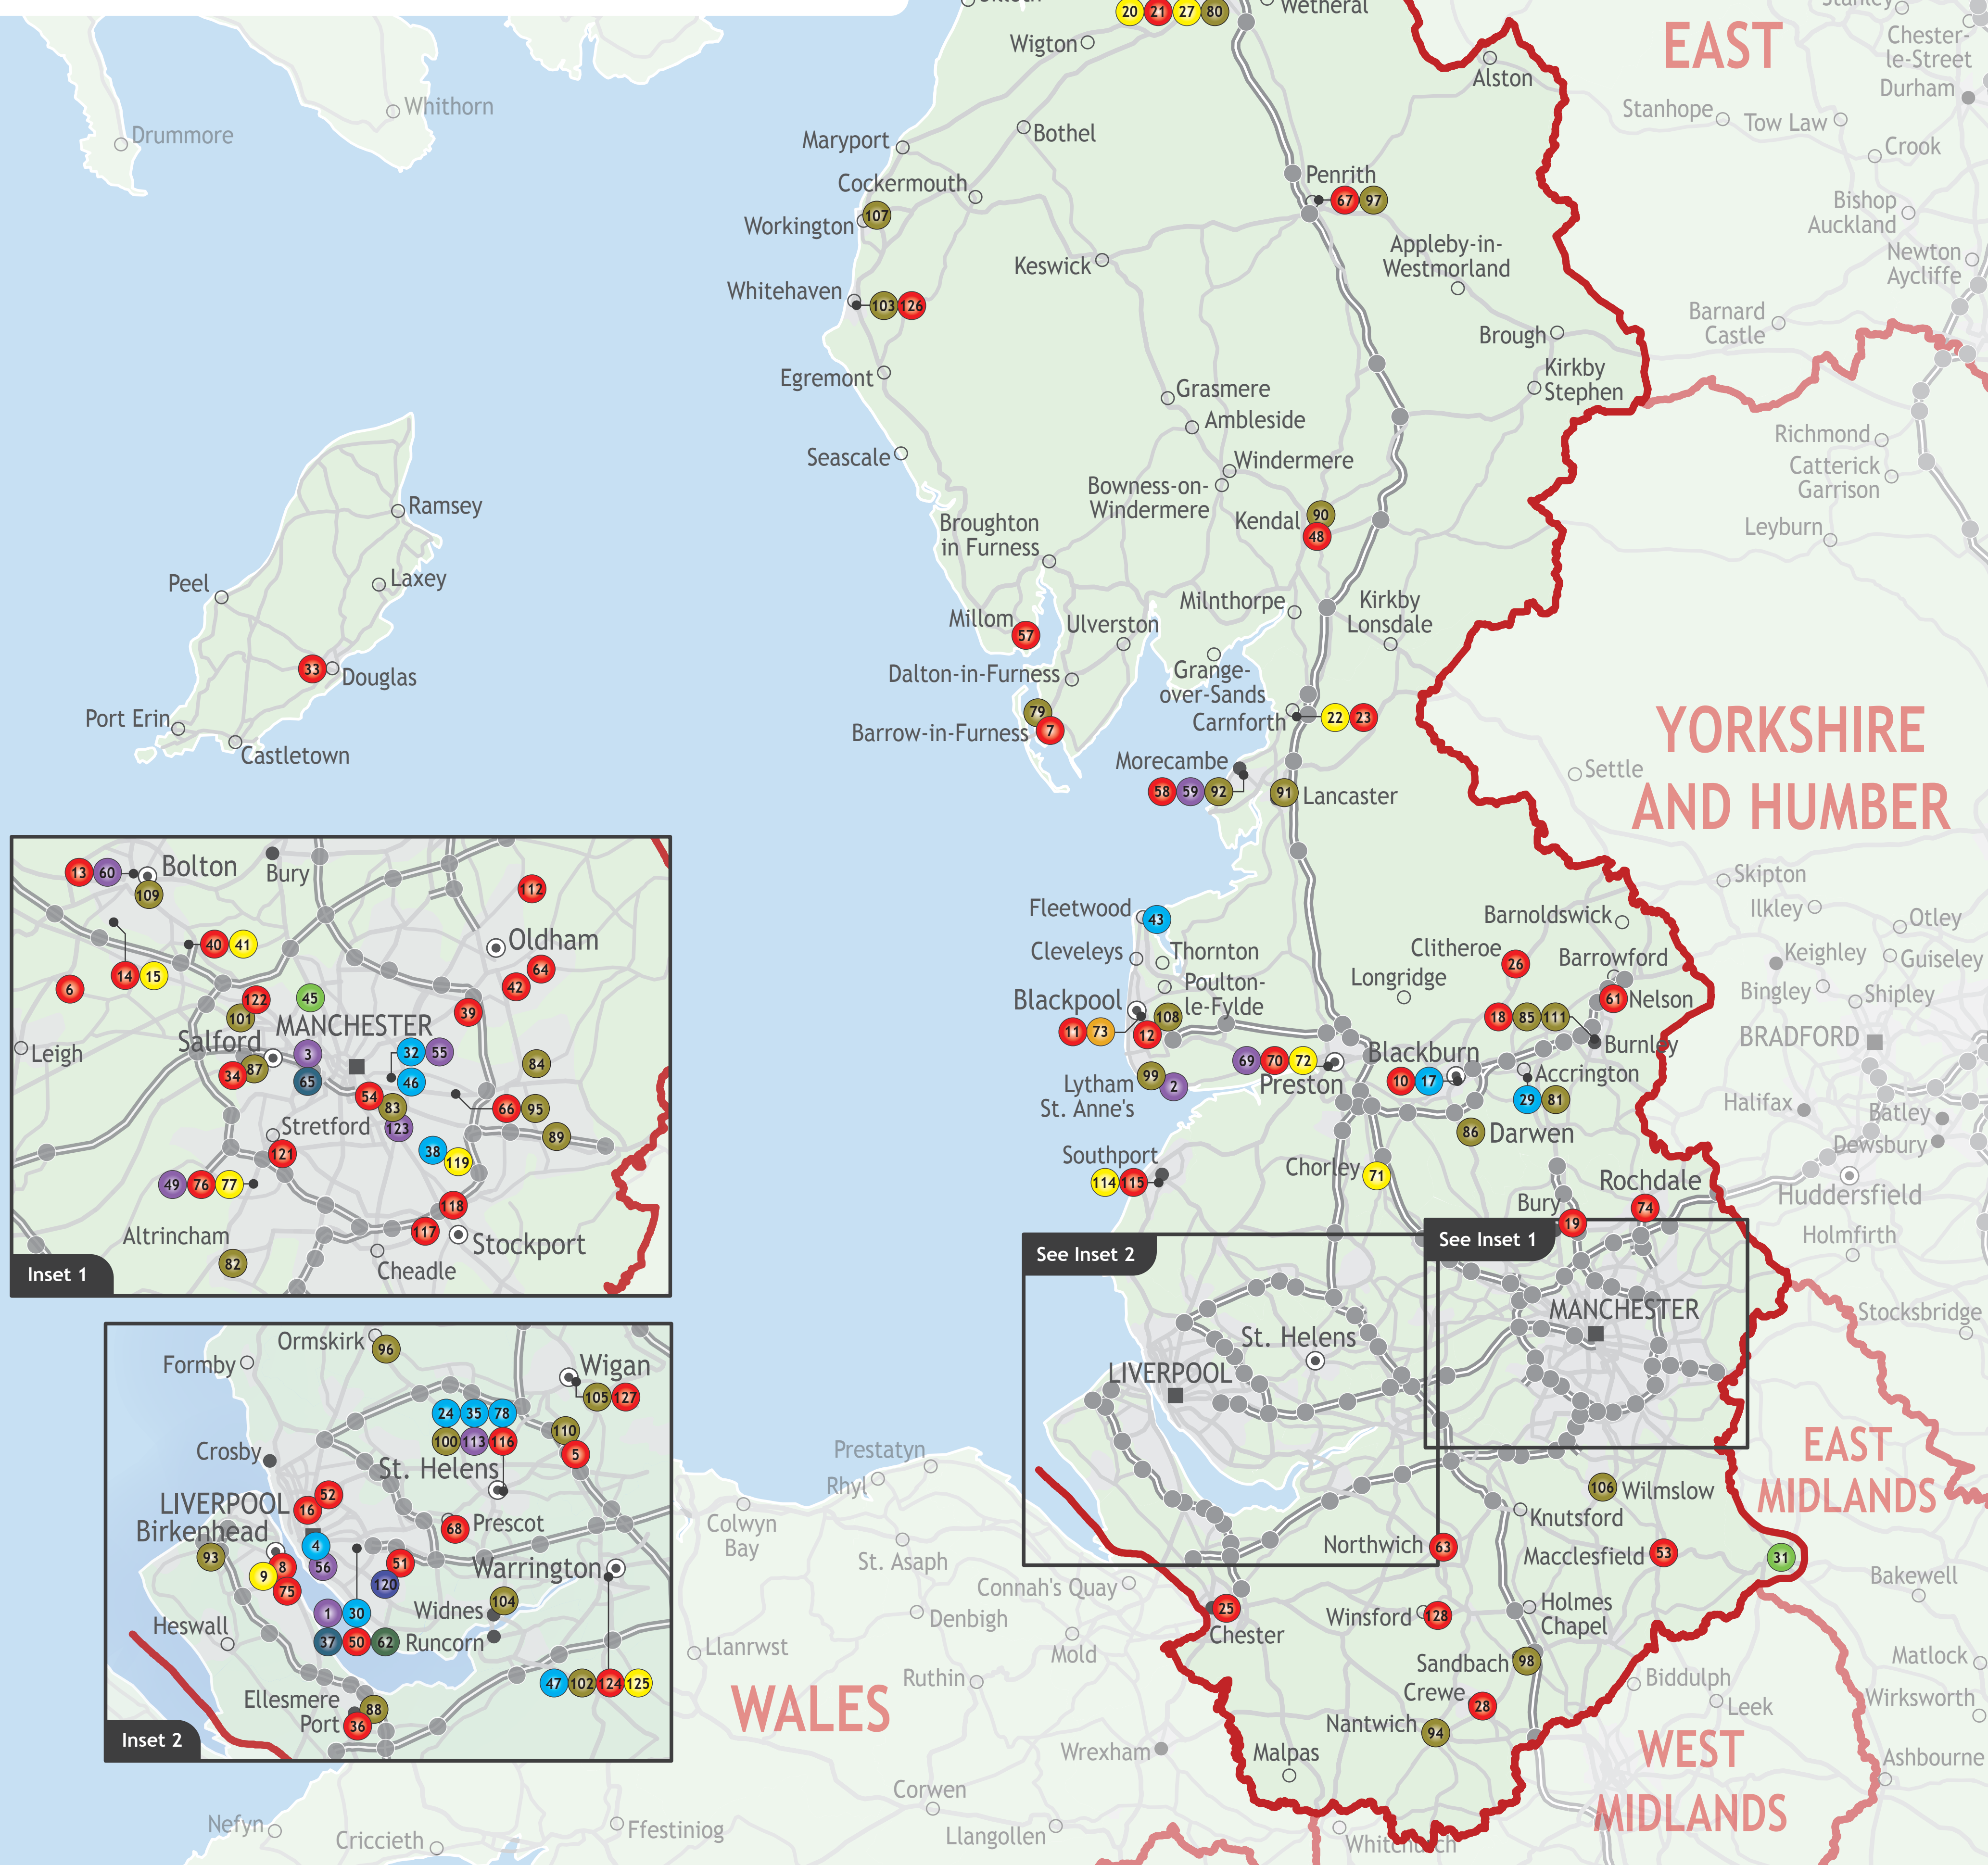 Silloth
20 21 27 80
Wetheral
Stanley
EAST
Chester-
le-Street
Wigton
Alston
Durham
Whithorn
Drummore
Stanhope
Tow Law
Maryport
Bothel
Crook
Cockermouth
Penrith
67 97
Bishop
Auckland
107
Workington
Appleby-in-
Westmorland
Newton
Aycliffe
Keswick
Whitehaven
103 126
Barnard
Castle
Brough
Egremont
Kirkby
Stephen
Grasmere
Ambleside
Richmond
Seascale
Windermere
Catterick
Garrison
Bowness-on-
Windermere
Ramsey
Kendal
90
48
Broughton
in Furness
Leyburn
Peel
Laxey
Milnthorpe
Kirkby
Lonsdale
Millom
57
Ulverston
33
Douglas
Dalton-in-Furness
Grange-
over-Sands
Port Erin
Castletown
79
7
Barrow-in-Furness
Carnforth
22 23
YORKSHIRE
AND HUMBER
Morecambe
58 59 92
91
Lancaster
Settle
Skipton
Ilkley
Otley
Fleetwood
43
Barnoldswick
Cleveleys
Thornton
Clitheroe
26
Barrowford
Keighley
Guiseley
Poulton-
le-Fylde
Longridge
Bingley
Shipley
Blackpool
11 73
12
108
61
Nelson
18 85 111
Burnley
BRADFORD
69 70 72
Preston
Blackburn
10 17
Accrington
29 81
99
2
Lytham
St. Anne's
Halifax
Batley
Dewsbury
86
Darwen
Southport
114 115
Chorley
71
Rochdale
74
Bury
19
Huddersfield
Holmfirth
See Inset 2
See Inset 1
MANCHESTER
Stocksbridge
St. Helens
LIVERPOOL
EAST
MIDLANDS
Prestatyn
Rhyl
106
Wilmslow
Colwyn
Bay
Knutsford
St. Asaph
Northwich
63
Macclesfield
53
31
Connah's Quay
Bakewell
Denbigh
25
Chester
Winsford
128
Holmes
Chapel
Llanrwst
Mold
Sandbach
98
Matlock
Ruthin
Biddulph
Crewe
28
Leek
Wirksworth
WALES
Nantwich
94
WEST
MIDLANDS
Wrexham
Malpas
Ashbourne
Corwen
Nefyn
Criccieth
Ffestiniog
Llangollen
Whitchurch
13 60
Bolton
109
Bury
112
40 41
Oldham
14 15
64
42
6
122
101
45
39
MANCHESTER
Leigh
Salford
34 87
3
65
32 55
46
84
54
83
123
66 95
89
Stretford
121
38
119
49 76 77
118
Altrincham
82
117
Stockport
Cheadle
Inset 1
Ormskirk
96
Formby
Wigan
105 127
24 35 78
100 113 116
110
5
Crosby
St. Helens
52
16
LIVERPOOL
Birkenhead
68
Prescot
93
4
56
8
9
75
51
120
Warrington
104
1 30
Widnes
Heswall
37 50 62
Runcorn
47 102 124 125
Ellesmere
Port
88
36
Inset 2